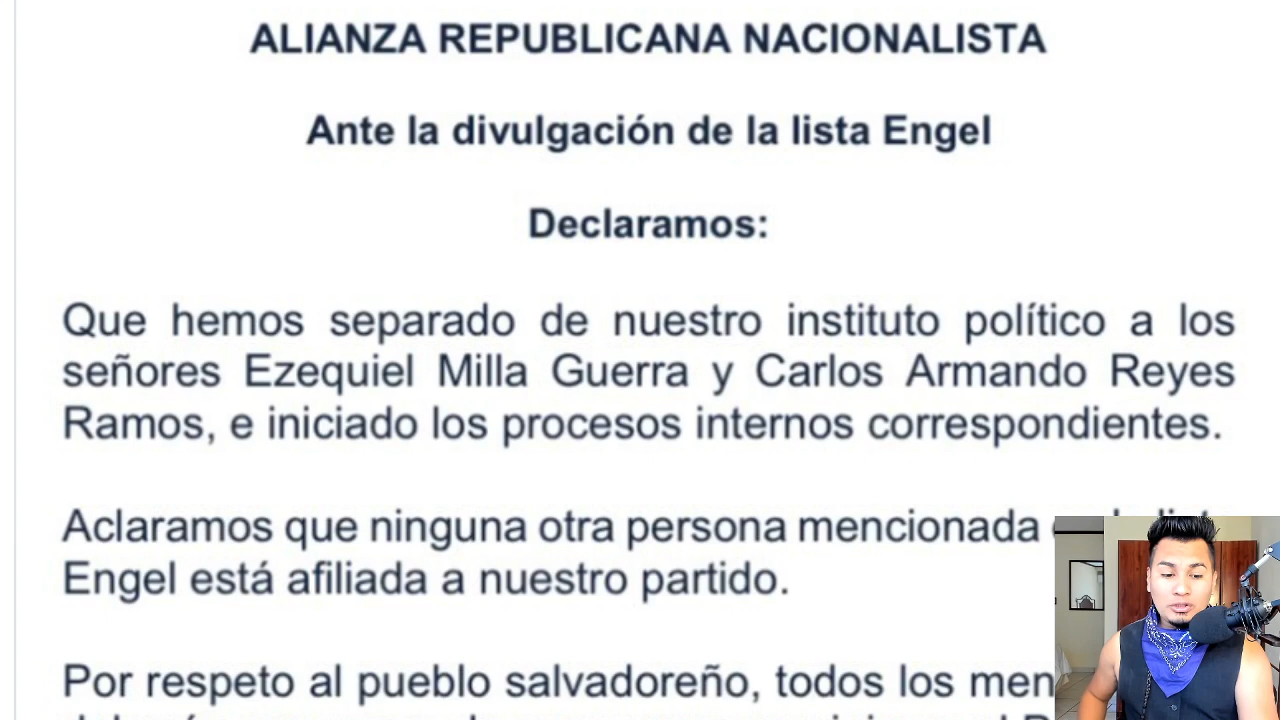 ALIANZA REPUBLICANA NACIONALISTA
Ante la divulgación de la lista Engel
Declaramos:
Que hemos separado de nuestro instituto político a los
señores Ezequiel Milla Guerra y Carlos Armando Reyes
Ramos, e iniciado los procesos internos correspondientes.
Aclaramos que ninguna otra persona mencionada
Engel está afiliada a nuestro partido.
Por respeto al pueblo salvadoreño, todos los